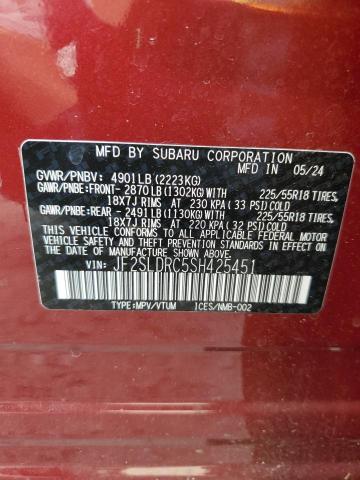 MFD BY SUBARU CORPORATION
MFD IN 05/24
GVWR/PNBV: 4901LB(2223KG)
GAWR/PNBE:FRONT- 2870LB(1302KG)WITH 225/55R18 TIRES,
18X7J RIMS AT 230 KPA(33 PSI)COLD
GAWR/PNBE:REAR - 2491LB(1130KG)WITH 225/55R18 TIRES,
18X7J RIMS AT 220 KPA(32 PSI)COLD
THIS VEHICLE CONFORMS TO ALL APPLICABLE FEDERAL MOTOR
VEHICLE SAFETY, BUMPER, AND THEFT PREVENTION STANDARDS IN EFFECT ON
THE DATE OF MANUFACTURE SHOWN ABOVE.
VIN: JF2SLDRC5SH425451
TYPE:MPV/VTUM ICES/NMB-002